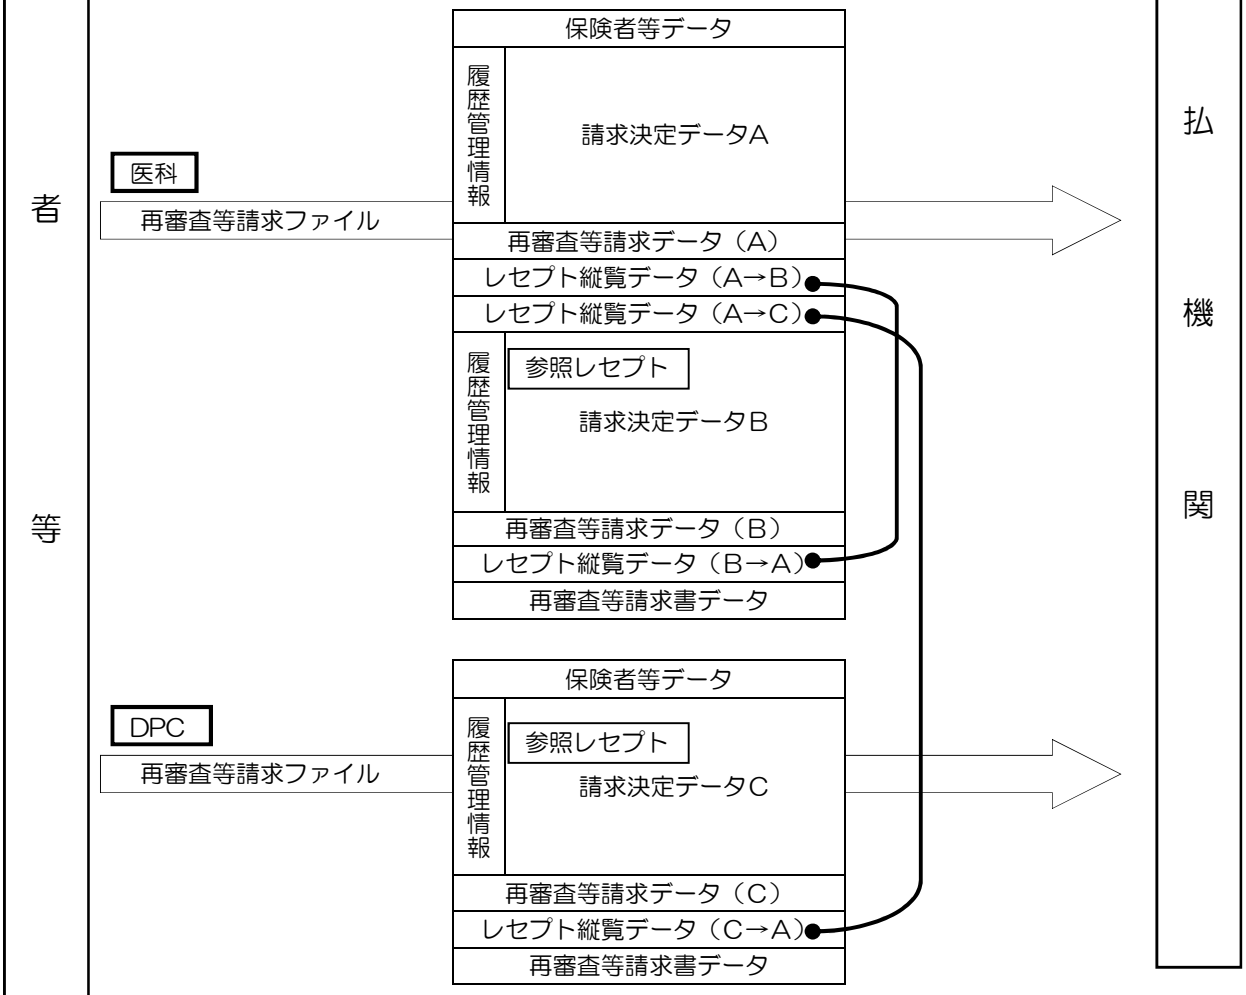 者
等
医科
再審査等請求ファイル
保険者等データ
履歴管理情報
請求決定データA
再審査等請求データ（A）
レセプト縦覧データ（A→B）
レセプト縦覧データ（A→C）
履歴管理情報
参照レセプト
請求決定データB
再審査等請求データ（B）
レセプト縦覧データ（B→A）
再審査等請求書データ
DPC
再審査等請求ファイル
保険者等データ
履歴管理情報
参照レセプト
請求決定データC
再審査等請求データ（C）
レセプト縦覧データ（C→A）
再審査等請求書データ
払
機
関